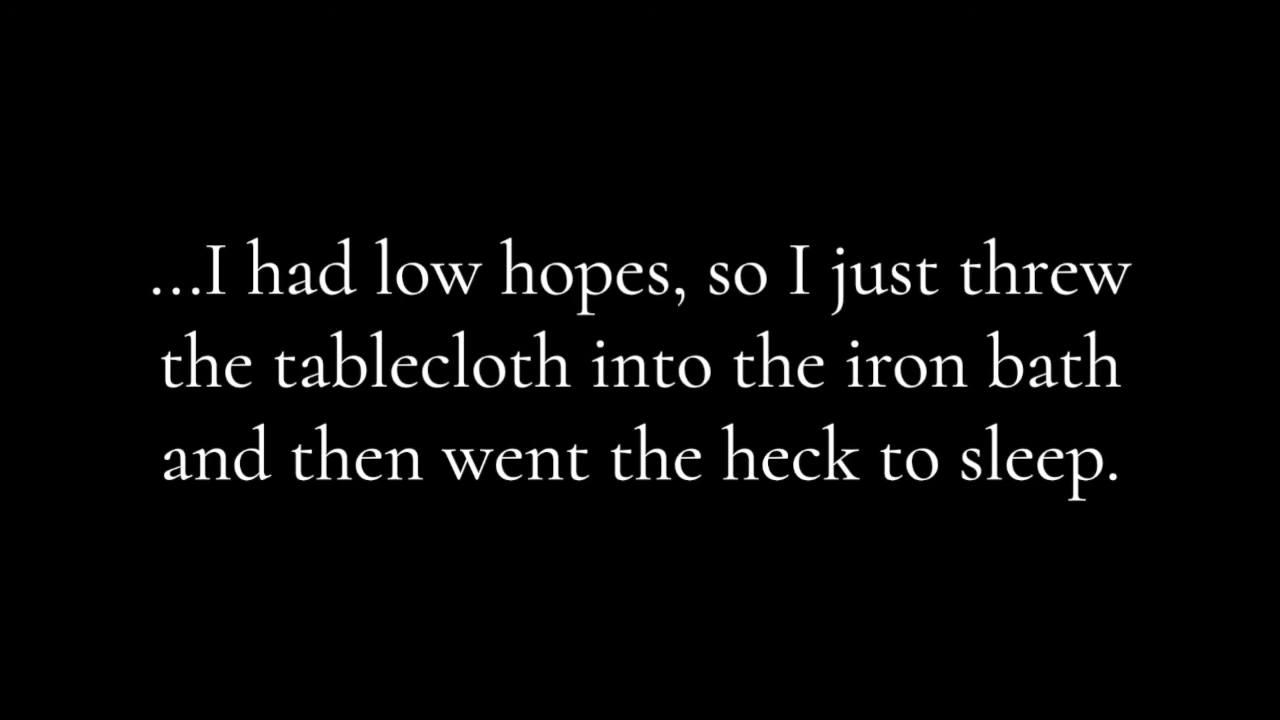 ...I had low hopes, so I just threw
the tablecloth into the iron bath
and then went the heck to sleep.